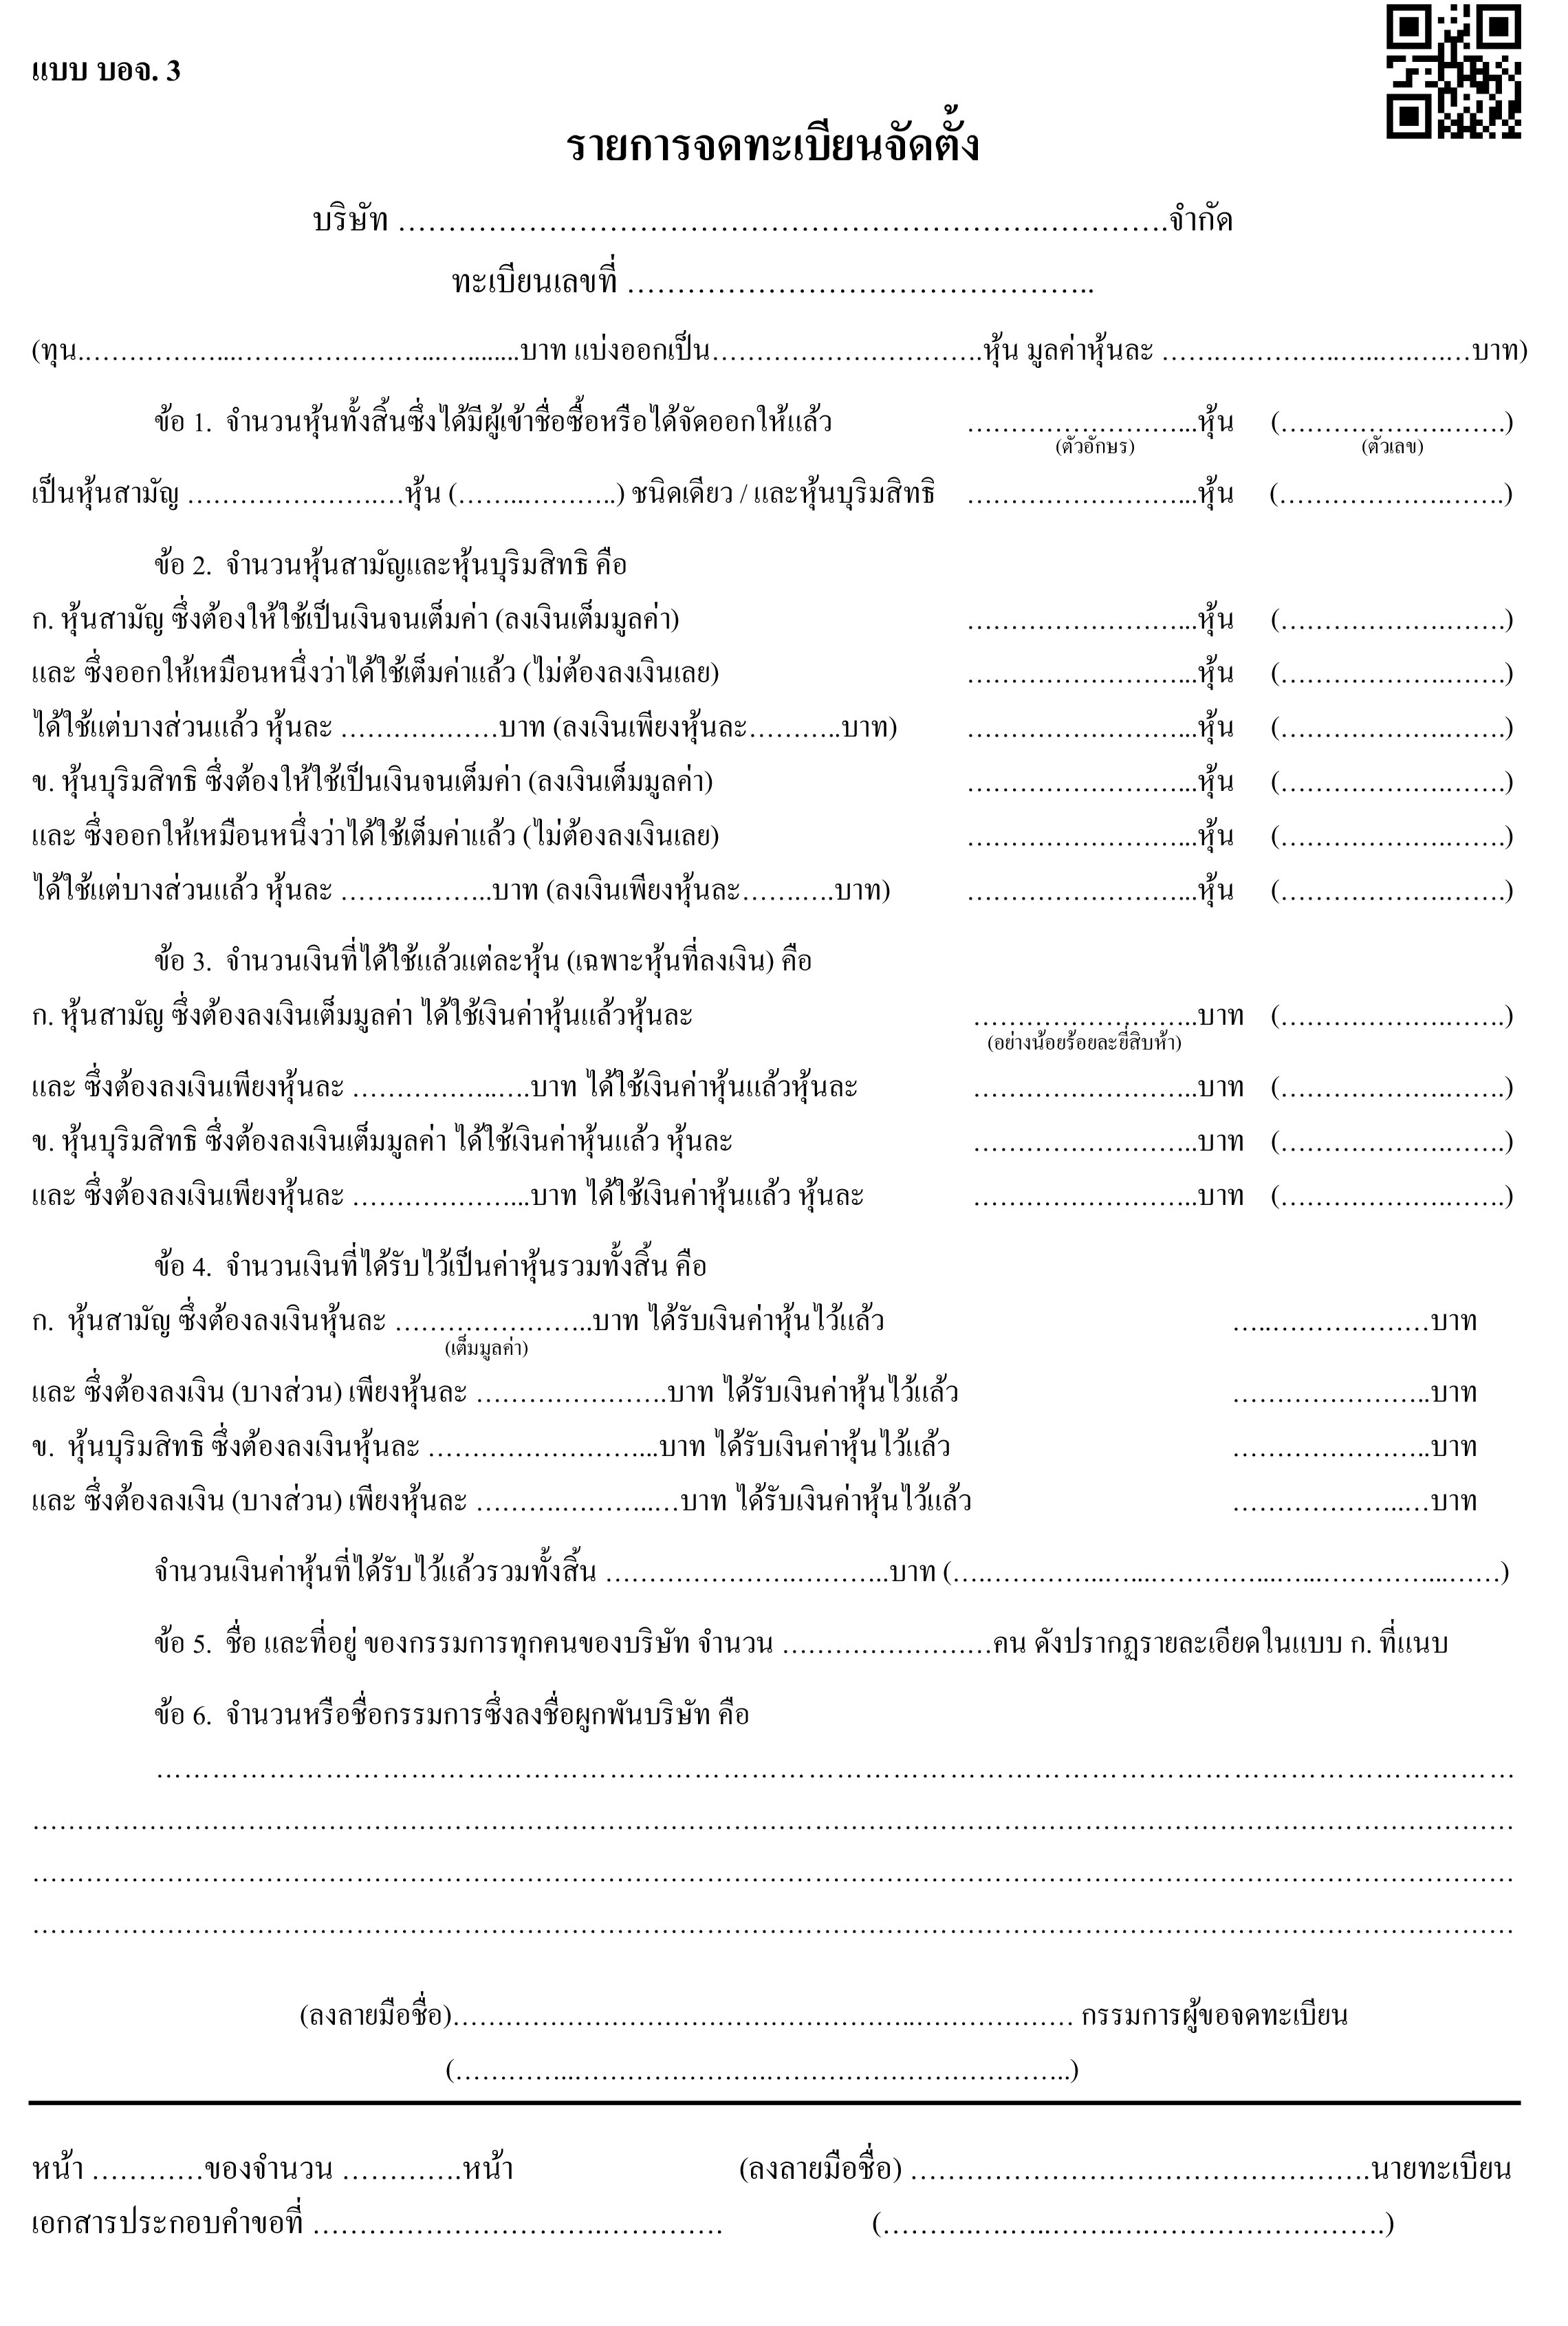 แบบ บอจ. 3
รายการจดทะเบียนจัดตั้ง
บริษัท ……………………………………………………….………….จำกัด
ทะเบียนเลขที่ ………………………………………..
(ทุน……………...…………………...….......บาท แบ่งออกเป็น………………………….หุ้น มูลค่าหุ้นละ …….…………..…...……….…บาท)
ข้อ 1. จำนวนหุ้นทั้งสิ้นซึ่งได้มีผู้เข้าชื่อซื้อหรือได้จัดออกให้แล้ว ……………………...หุ้น (……………….…….)
(ตัวอักษร) (ตัวเลข)
เป็นหุ้นสามัญ …………………….…หุ้น (…….………..) ชนิดเดียว / และหุ้นบุริมสิทธิ ……………………...หุ้น (……………….…….)
ข้อ 2. จำนวนหุ้นสามัญและหุ้นบุริมสิทธิ คือ
ก. หุ้นสามัญ ซึ่งต้องให้ใช้เป็นเงินจนเต็มค่า (ลงเงินเต็มมูลค่า) ……………………...หุ้น (……………….…….)
และ ซึ่งออกให้เหมือนหนึ่งว่าได้ใช้เต็มค่าแล้ว (ไม่ต้องลงเงินเลย) ……………………...หุ้น (……………….…….)
ได้ใช้แต่บางส่วนแล้ว หุ้นละ ………………บาท (ลงเงินเพียงหุ้นละ………..บาท) ……………………...หุ้น (……………….…….)
ข. หุ้นบุริมสิทธิ ซึ่งต้องให้ใช้เป็นเงินจนเต็มค่า (ลงเงินเต็มมูลค่า) ……………………...หุ้น (……………….…….)
และ ซึ่งออกให้เหมือนหนึ่งว่าได้ใช้เต็มค่าแล้ว (ไม่ต้องลงเงินเลย) ……………………...หุ้น (……………….…….)
ได้ใช้แต่บางส่วนแล้ว หุ้นละ ……….……..บาท (ลงเงินเพียงหุ้นละ…….….บาท) ……………………...หุ้น (……………….…….)
ข้อ 3. จำนวนเงินที่ได้ใช้แล้วแต่ละหุ้น (เฉพาะหุ้นที่ลงเงิน) คือ
ก. หุ้นสามัญ ซึ่งต้องลงเงินเต็มมูลค่า ได้ใช้เงินค่าหุ้นแล้วหุ้นละ ……………………..บาท (……………….…….)
(อย่างน้อยร้อยละยี่สิบห้า)
และ ซึ่งต้องลงเงินเพียงหุ้นละ ……………..….บาท ได้ใช้เงินค่าหุ้นแล้วหุ้นละ ……………………...บาท (……………….…….)
ข. หุ้นบุริมสิทธิ ซึ่งต้องลงเงินเต็มมูลค่า ได้ใช้เงินค่าหุ้นแล้ว หุ้นละ ……………………..บาท (……………….…….)
และ ซึ่งต้องลงเงินเพียงหุ้นละ ………………...บาท ได้ใช้เงินค่าหุ้นแล้ว หุ้นละ ……………………..บาท (……………….…….)
ข้อ 4. จำนวนเงินที่ได้รับไว้เป็นค่าหุ้นรวมทั้งสิ้น คือ
ก. หุ้นสามัญ ซึ่งต้องลงเงินหุ้นละ …………………..บาท ได้รับเงินค่าหุ้นไว้แล้ว …..………………บาท
(เต็มมูลค่า)
และ ซึ่งต้องลงเงิน (บางส่วน) เพียงหุ้นละ ………………….บาท ได้รับเงินค่าหุ้นไว้แล้ว …………………..บาท
ข. หุ้นบุริมสิทธิ ซึ่งต้องลงเงินหุ้นละ ……………………...บาท ได้รับเงินค่าหุ้นไว้แล้ว …………………..บาท
และ ซึ่งต้องลงเงิน (บางส่วน) เพียงหุ้นละ ……….………..…บาท ได้รับเงินค่าหุ้นไว้แล้ว ………………..…บาท
จำนวนเงินค่าหุ้นที่ได้รับไว้แล้วรวมทั้งสิ้น ………………….………..บาท (….…………..…...…………...…...…………...……)
ข้อ 5. ชื่อ และที่อยู่ ของกรรมการทุกคนของบริษัท จำนวน ……………………คน ดังปรากฏรายละเอียดในแบบ ก. ที่แนบ
ข้อ 6. จำนวนหรือชื่อกรรมการซึ่งลงชื่อผูกพันบริษัท คือ
………………………………………………………………………………………………………………
………………………………………………………………………………………………………………………
………………………………………………………………………………………………………………………
………………………………………………………………………………………………………………………
(ลงลายมือชื่อ)……………………………………………..……………… กรรมการผู้ขอจดทะเบียน
(…………...………………….…………………………..)
หน้า …………ของจำนวน ………….หน้า (ลงลายมือชื่อ) ………………………………………….นายทะเบียน
เอกสารประกอบคำขอที่ ………………………….…………. (……….….…..…….….…………………….)